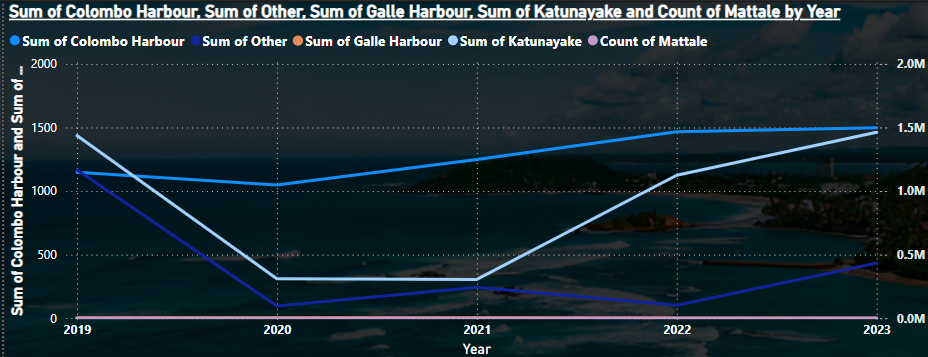 Sum of Colombo Harbour, Sum of Other, Sum of Galle Harbour, Sum of Katunayake and Count of Mattale by Year
Sum of Colombo Harbour Sum of Other Sum of Galle Harbour Sum of Katunayake Count of Mattale
Sum of Colombo Harbour and Sum of ...
2000 2.0M
1500 1.5M
1000 1.0M
500 0.5M
0 0.0M
2019 2020 2021 2022 2023
Year